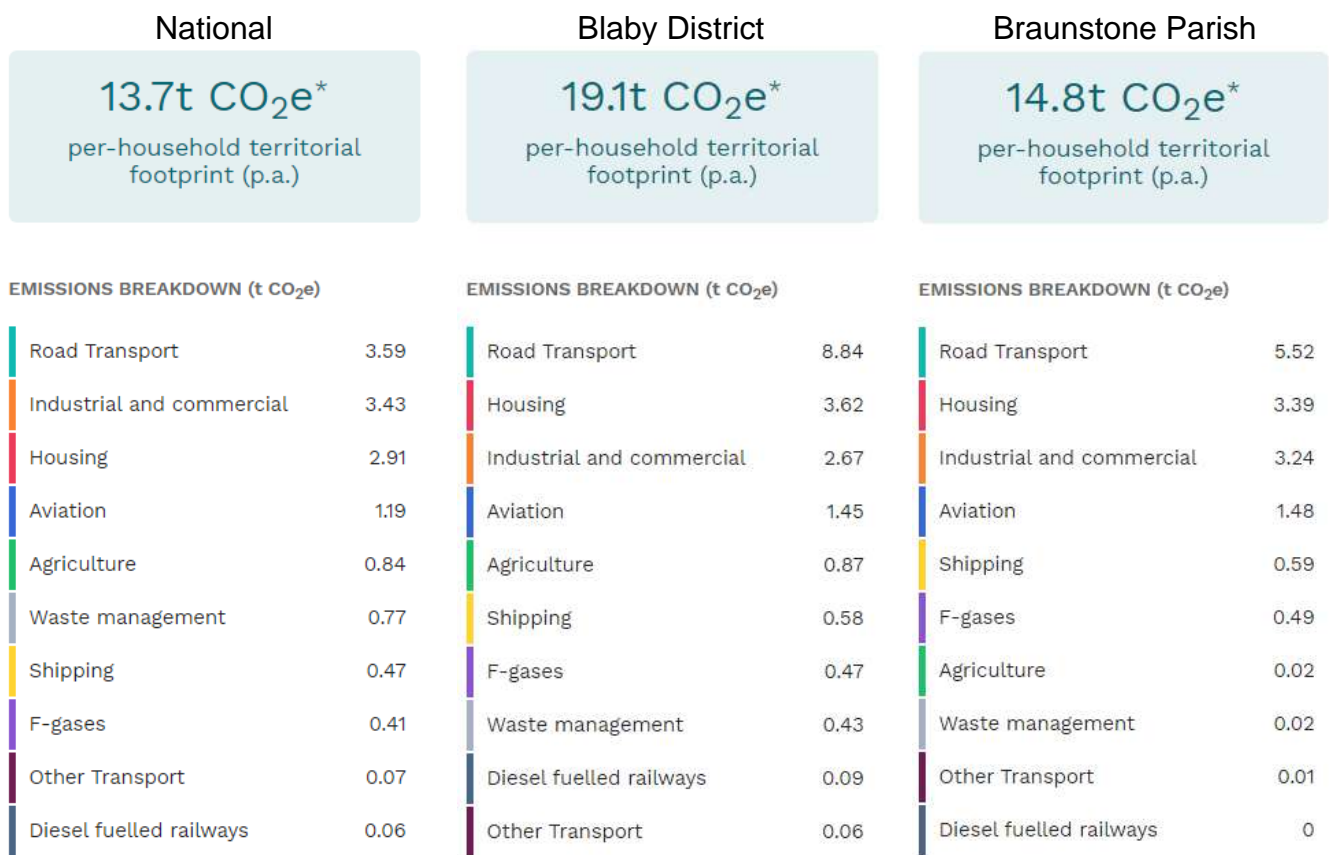 National
13.7t CO₂e*
per-household territorial
footprint (p.a.)
EMISSIONS BREAKDOWN (t CO₂e)
Road Transport 3.59
Industrial and commercial 3.43
Housing 2.91
Aviation 1.19
Agriculture 0.84
Waste management 0.77
Shipping 0.47
F-gases 0.41
Other Transport 0.07
Diesel fuelled railways 0.06
Blaby District
19.1t CO₂e*
per-household territorial
footprint (p.a.)
EMISSIONS BREAKDOWN (t CO₂e)
Road Transport 8.84
Housing 3.62
Industrial and commercial 2.67
Aviation 1.45
Agriculture 0.87
Shipping 0.58
F-gases 0.47
Waste management 0.43
Diesel fuelled railways 0.09
Other Transport 0.06
Braunstone Parish
14.8t CO₂e*
per-household territorial
footprint (p.a.)
EMISSIONS BREAKDOWN (t CO₂e)
Road Transport 5.52
Housing 3.39
Industrial and commercial 3.24
Aviation 1.48
Shipping 0.59
F-gases 0.49
Agriculture 0.02
Waste management 0.02
Other Transport 0.01
Diesel fuelled railways 0